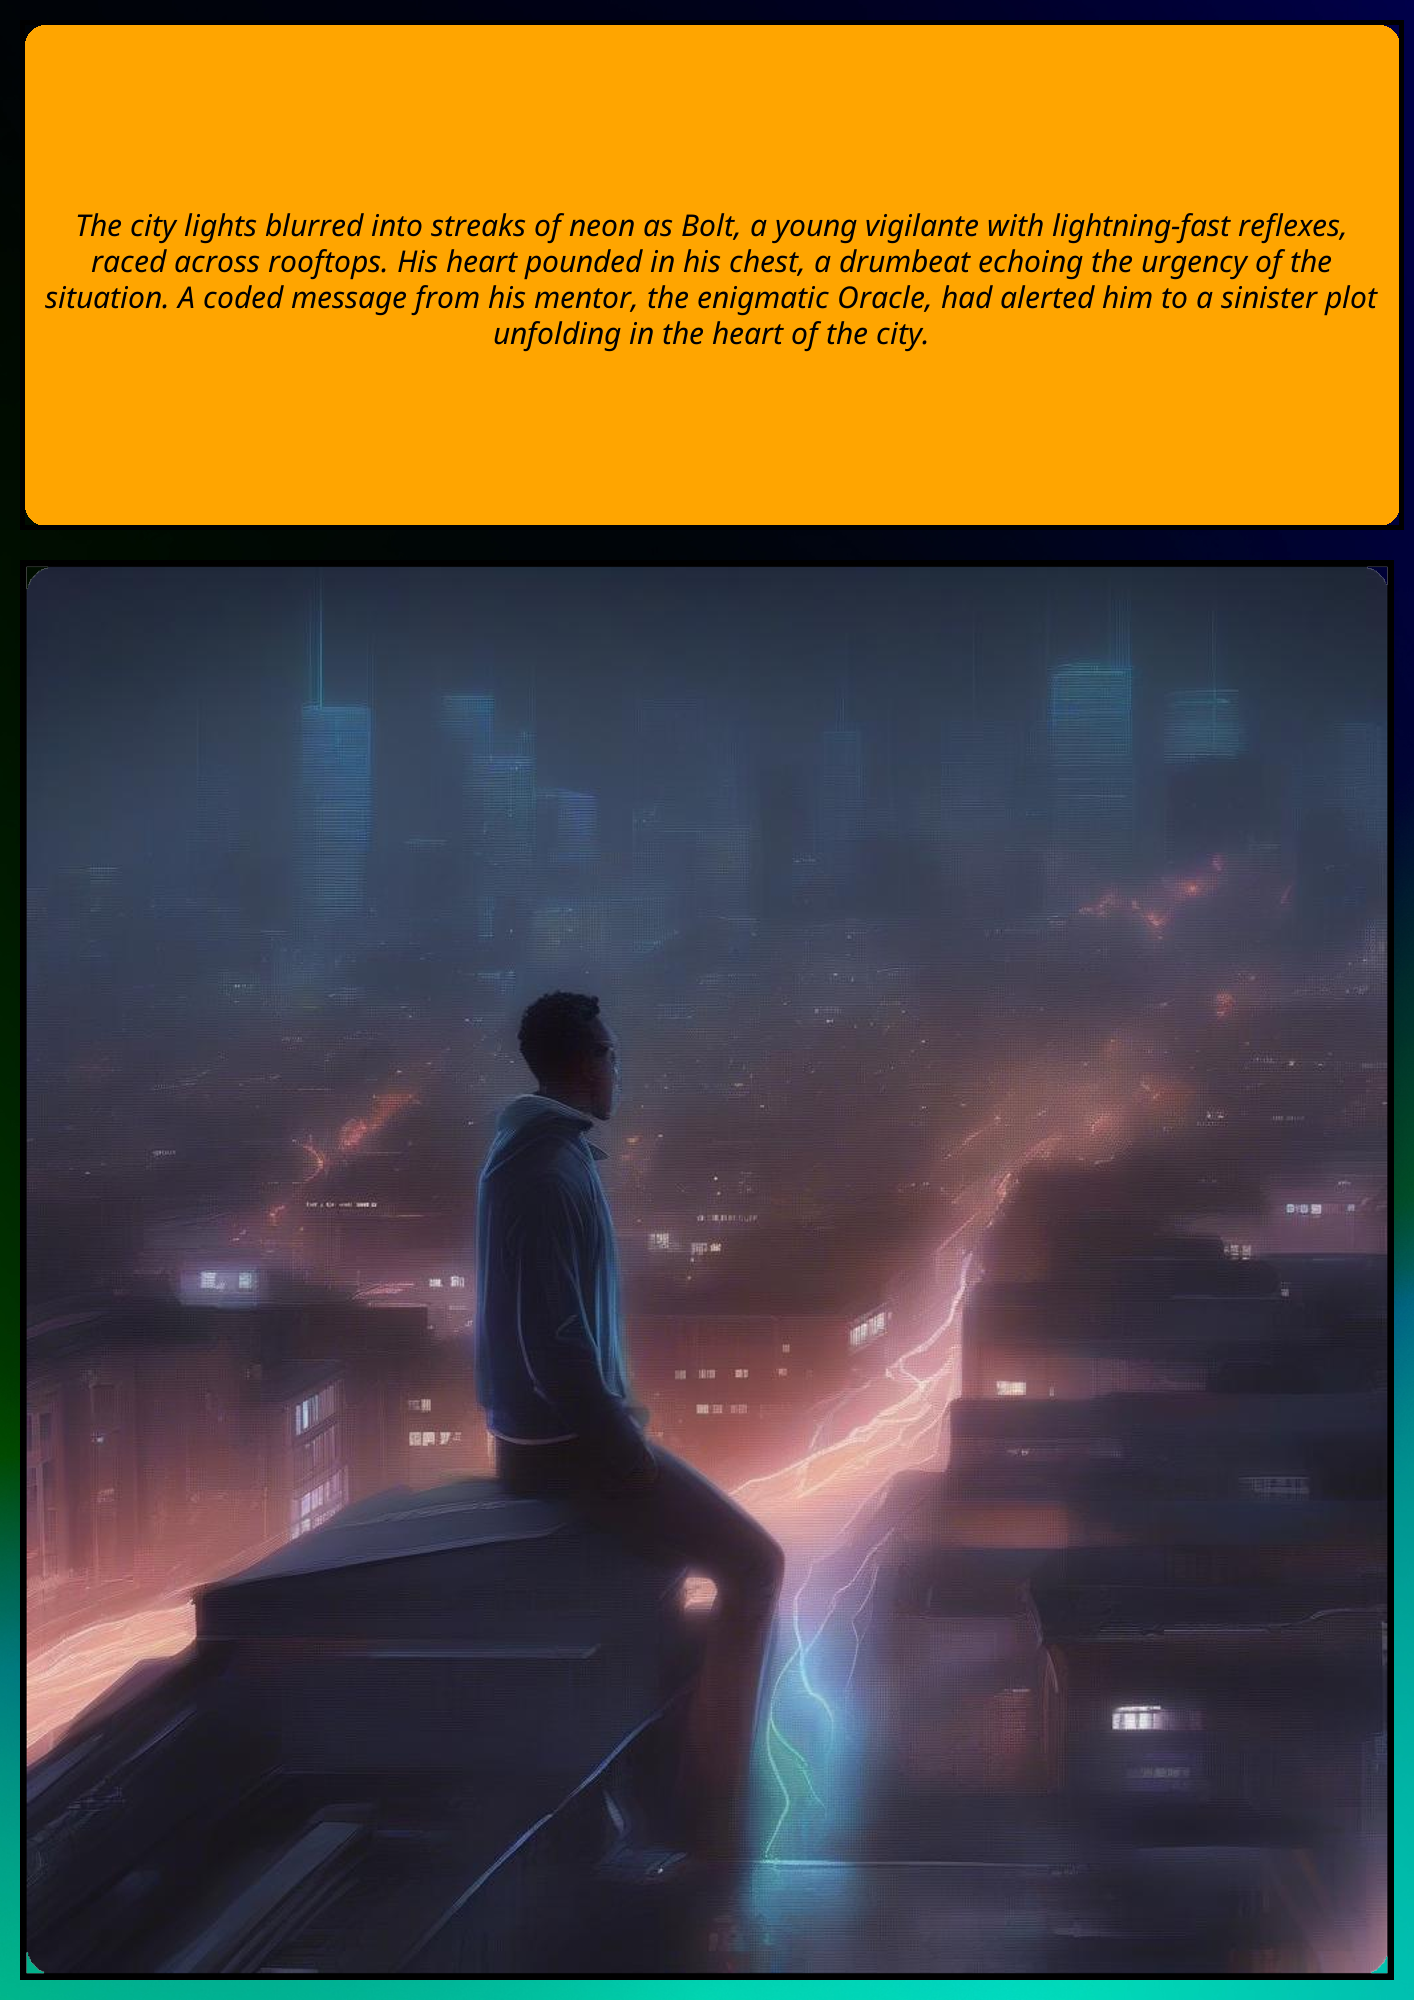 The city lights blurred into streaks of neon as Bolt, a young vigilante with lightning-fast reflexes,
raced across rooftops. His heart pounded in his chest, a drumbeat echoing the urgency of the
situation. A coded message from his mentor, the enigmatic Oracle, had alerted him to a sinister plot
unfolding in the heart of the city.